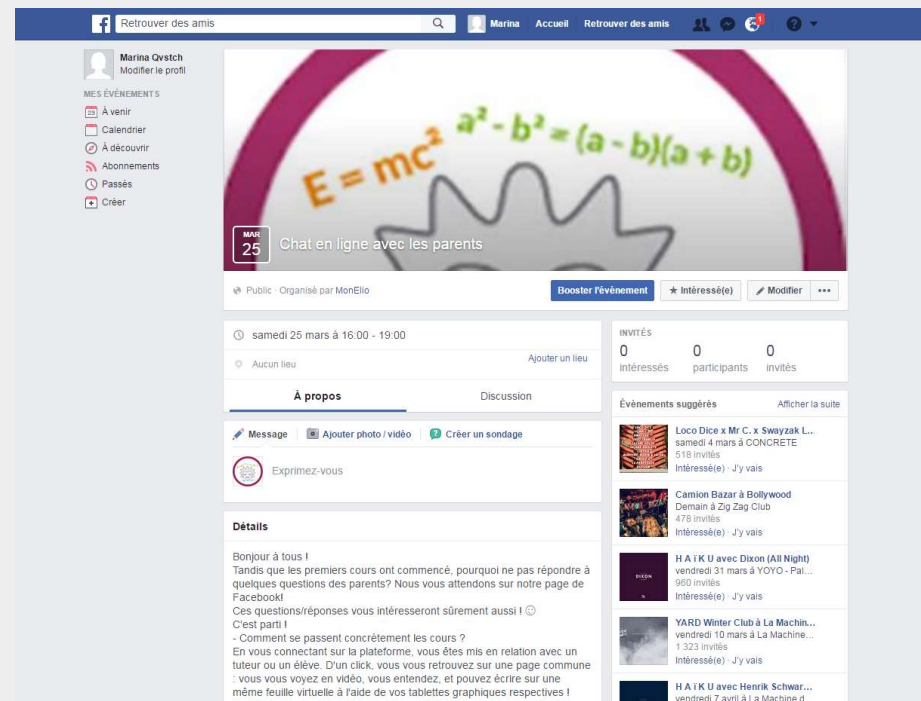 Retrouver des amis
Marina Accueil Retrouver des amis
1
Marina Qvstch
Modifier le profil
MES ÉVÉNEMENTS
À venir
Calendrier
À découvrir
Abonnements
Passés
Créer
E = mc² a² - b² = (a - b)(a + b)
MAR
25
Chat en ligne avec les parents
Public · Organisé par MonElio
Booster l'évènement
Intéressé(e)
Modifier
samedi 25 mars à 16:00 - 19:00
Aucun lieu
Ajouter un lieu
À propos
Discussion
Message
Ajouter photo / vidéo
Créer un sondage
Exprimez-vous
Détails
Bonjour à tous !
Tandis que les premiers cours ont commencé, pourquoi ne pas répondre à
quelques questions des parents? Nous vous attendons sur notre page de
Facebook!
Ces questions/réponses vous intéresseront sûrement aussi !
C'est parti !
- Comment se passent concrètement les cours ?
En vous connectant sur la plateforme, vous êtes mis en relation avec un
tuteur ou un élève. D'un click, vous vous retrouvez sur une page commune
: vous vous voyez en vidéo, vous entendez, et pouvez écrire sur une
même feuille virtuelle à l'aide de vos tablettes graphiques respectives !
INVITÉS
0 0 0
intéressés participants invités
Évènements suggérés Afficher la suite
Loco Dice x Mr C. x Swayzak L...
samedi 4 mars à CONCRETE
518 invités
Intéressé(e) · J'y vais
Camion Bazar à Bollywood
Demain à Zig Zag Club
478 invités
Intéressé(e) · J'y vais
DIXON
H A ï K U avec Dixon (All Night)
vendredi 31 mars à YOYO - Pal...
960 invités
Intéressé(e) · J'y vais
YARD Winter Club à La Machin...
vendredi 10 mars à La Machine...
1 323 invités
Intéressé(e) · J'y vais
H A ï K U avec Henrik Schwar...
vendredi 7 avril à La Machine d...